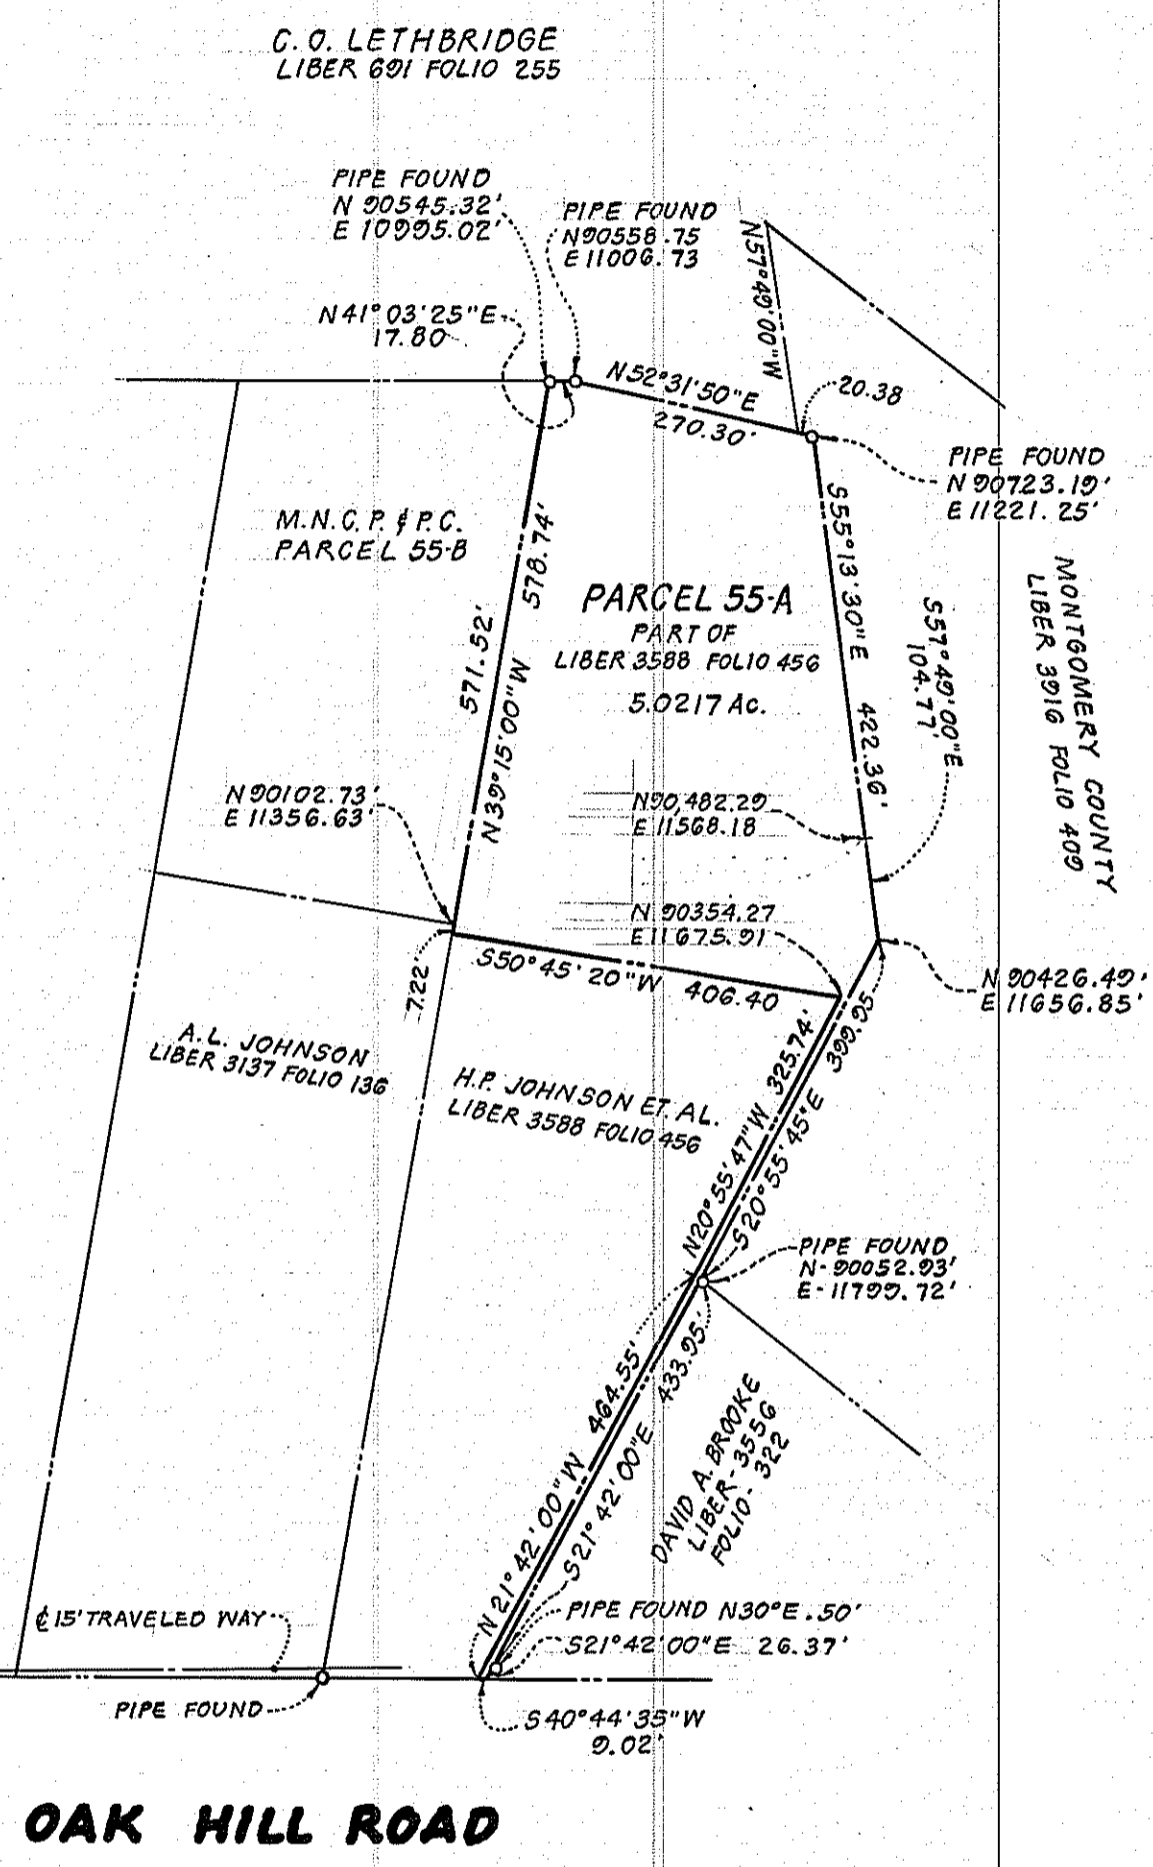 C. O. LETHBRIDGE
LIBER 691 FOLIO 255
PIPE FOUND
N 90545.32'
E 10995.02'
PIPE FOUND
N90558.75
E 11006.73
N41°03'25"E
17.80
N57°49'00"W
N52°31'50"E
270.30'
20.38
PIPE FOUND
N 90723.19'
E 11221.25'
M.N.C.P. & P.C.
PARCEL 55-B
571.52'
578.74'
N39°15'00"W
PARCEL 55-A
PART OF
LIBER 3588 FOLIO 456
5.0217 AC.
S55°13'30"E 422.36'
S57°49'00"E
104.77'
MONTGOMERY COUNTY
LIBER 3916 FOLIO 409
N 90102.73'
E 11356.63'
N90,482.29
E 11568.18
N 90354.27
E 11675.91
S50°45'20"W 406.40
7.22'
N 90426.49'
E 11656.85'
A.L. JOHNSON
LIBER 3137 FOLIO 136
H.P. JOHNSON ET. AL.
LIBER 3588 FOLIO 456
N20°55'47"W 325.74'
S20°55'45"E 399.95
PIPE FOUND
N-90052.93'
E-11799.72'
N 21°42'00"W 464.55'
S21°42'00"E 433.95'
DAVID A. BROOKE
LIBER-3556
FOLIO-322
℄ 15' TRAVELED WAY
PIPE FOUND N30°E .50'
S21°42'00"E 26.37'
PIPE FOUND
S40°44'35"W
9.02'
OAK HILL ROAD